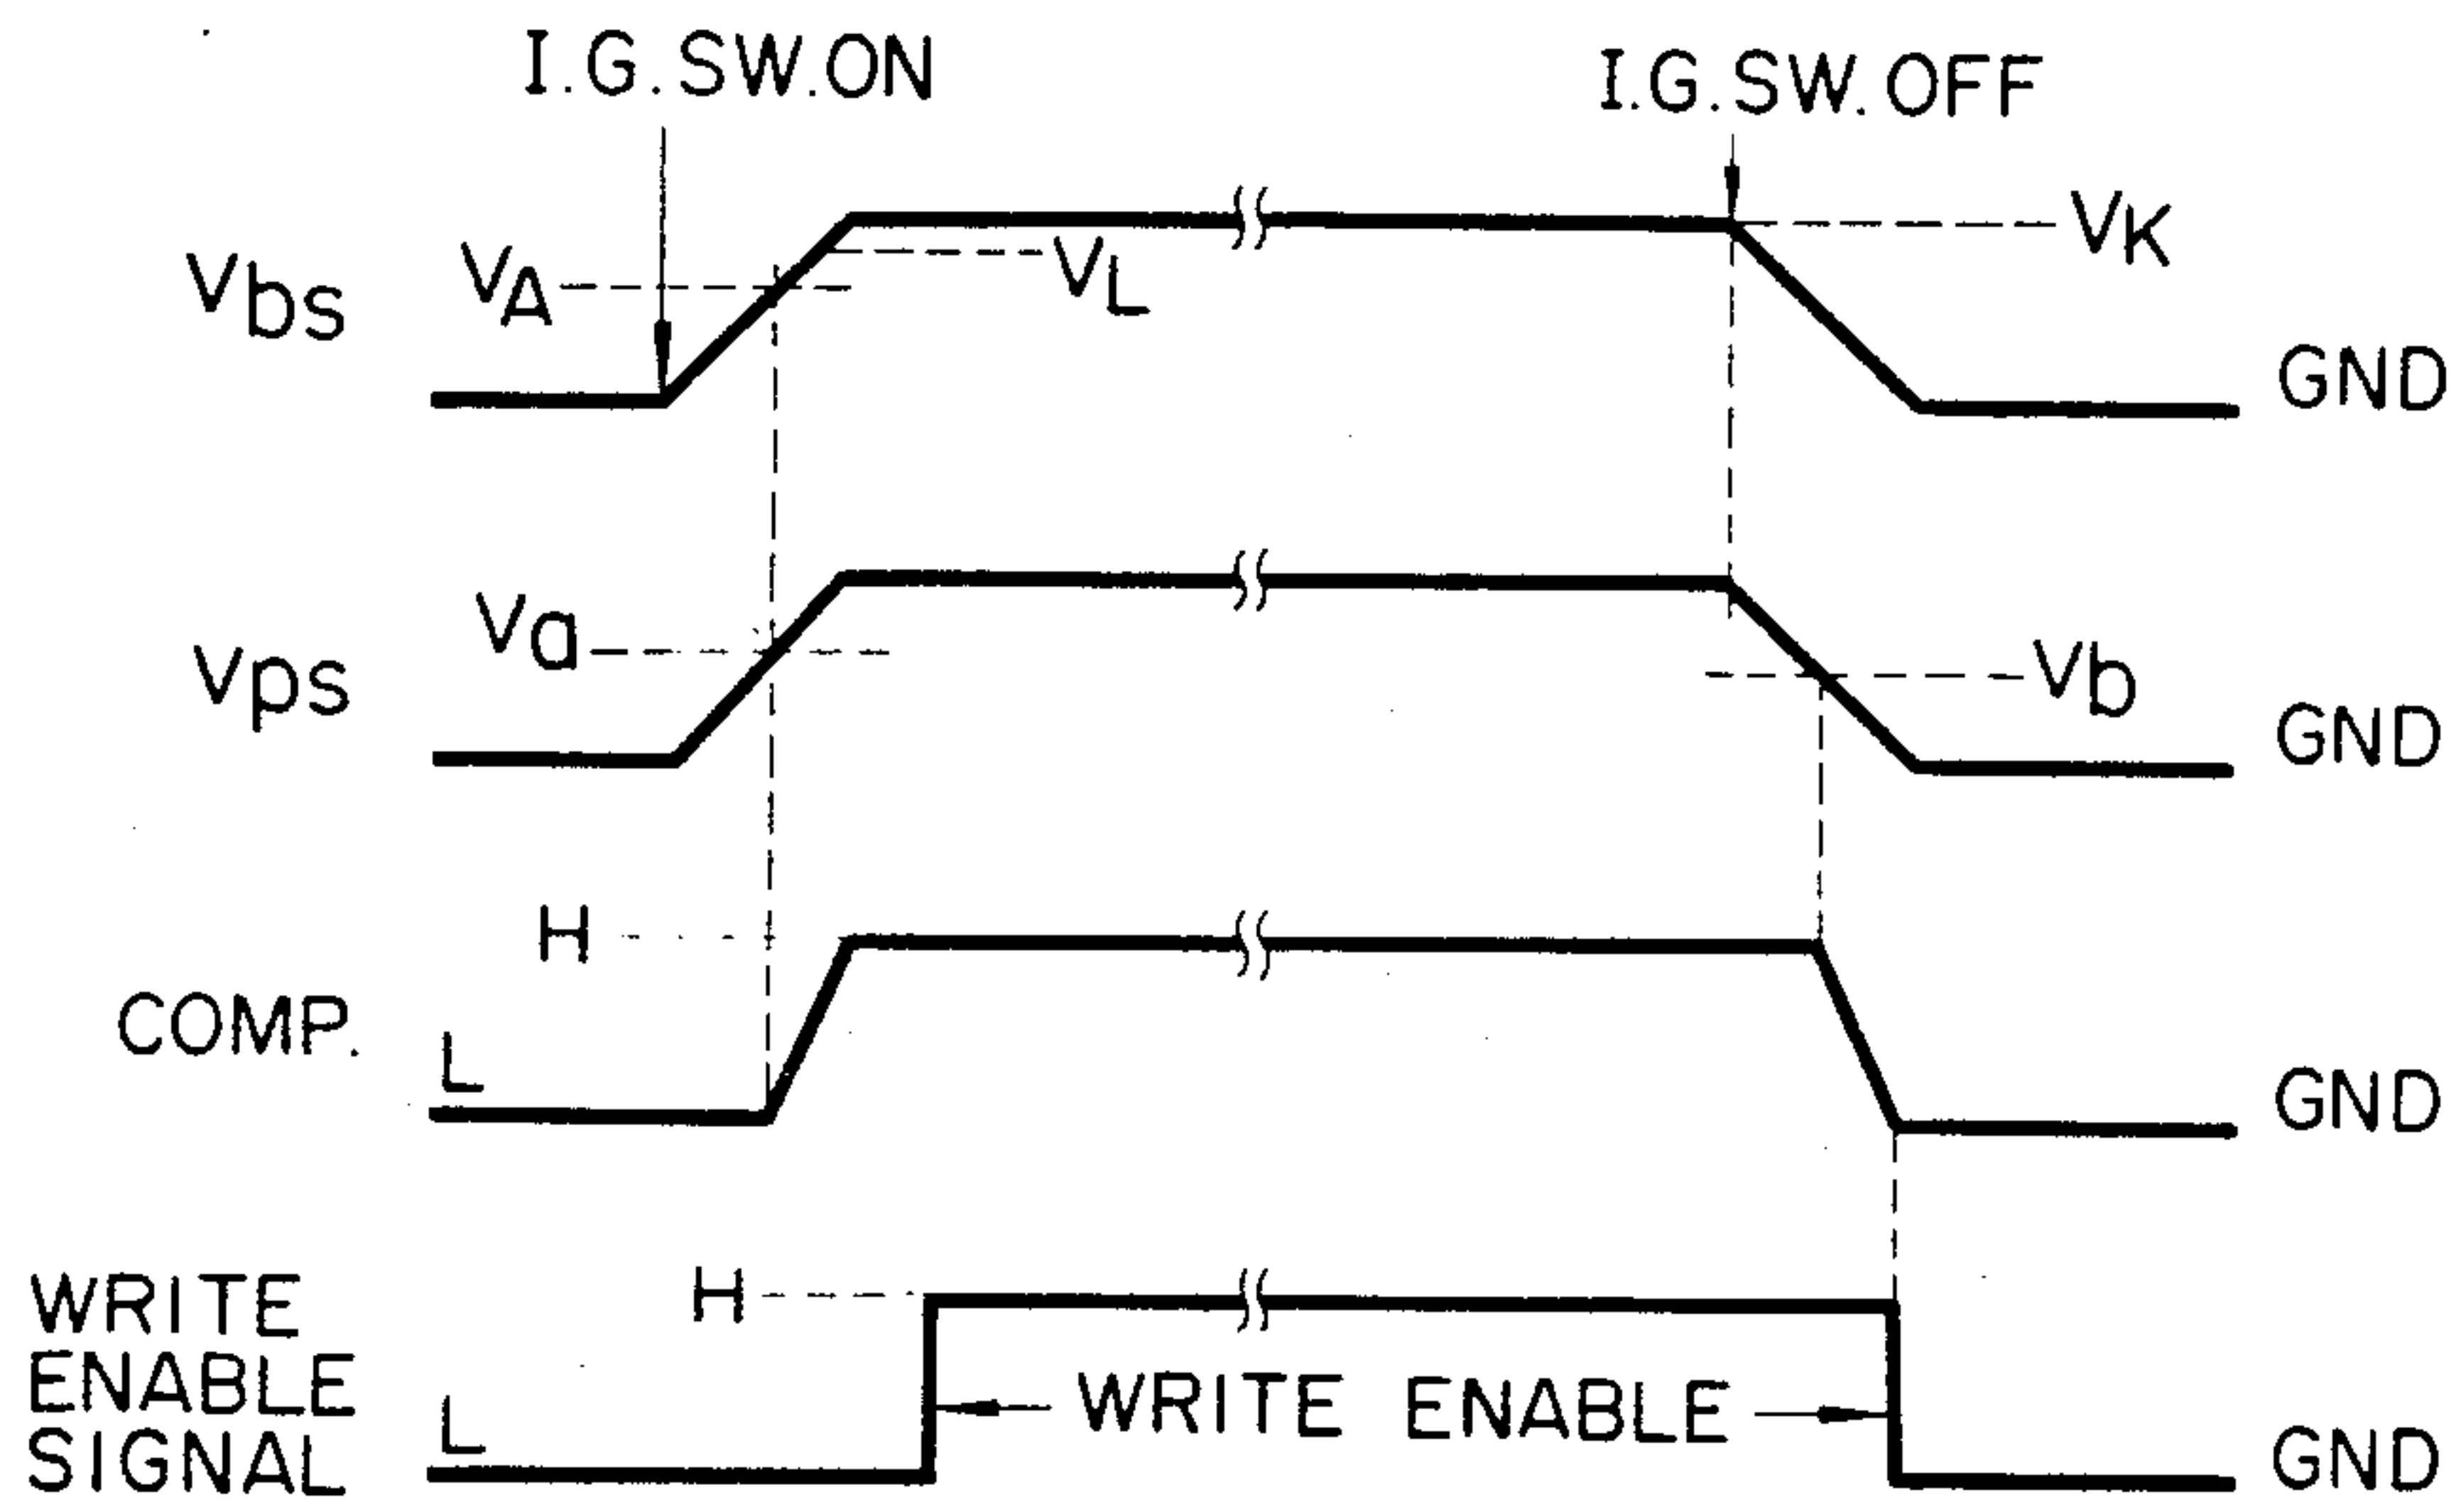 I.G.SW.ON
I.G.SW.OFF
Vbs
VA
VL
VK
GND
Vps
Va
Vb
GND
COMP.
H
L
GND
WRITE
ENABLE
SIGNAL
H
L
WRITE ENABLE
GND